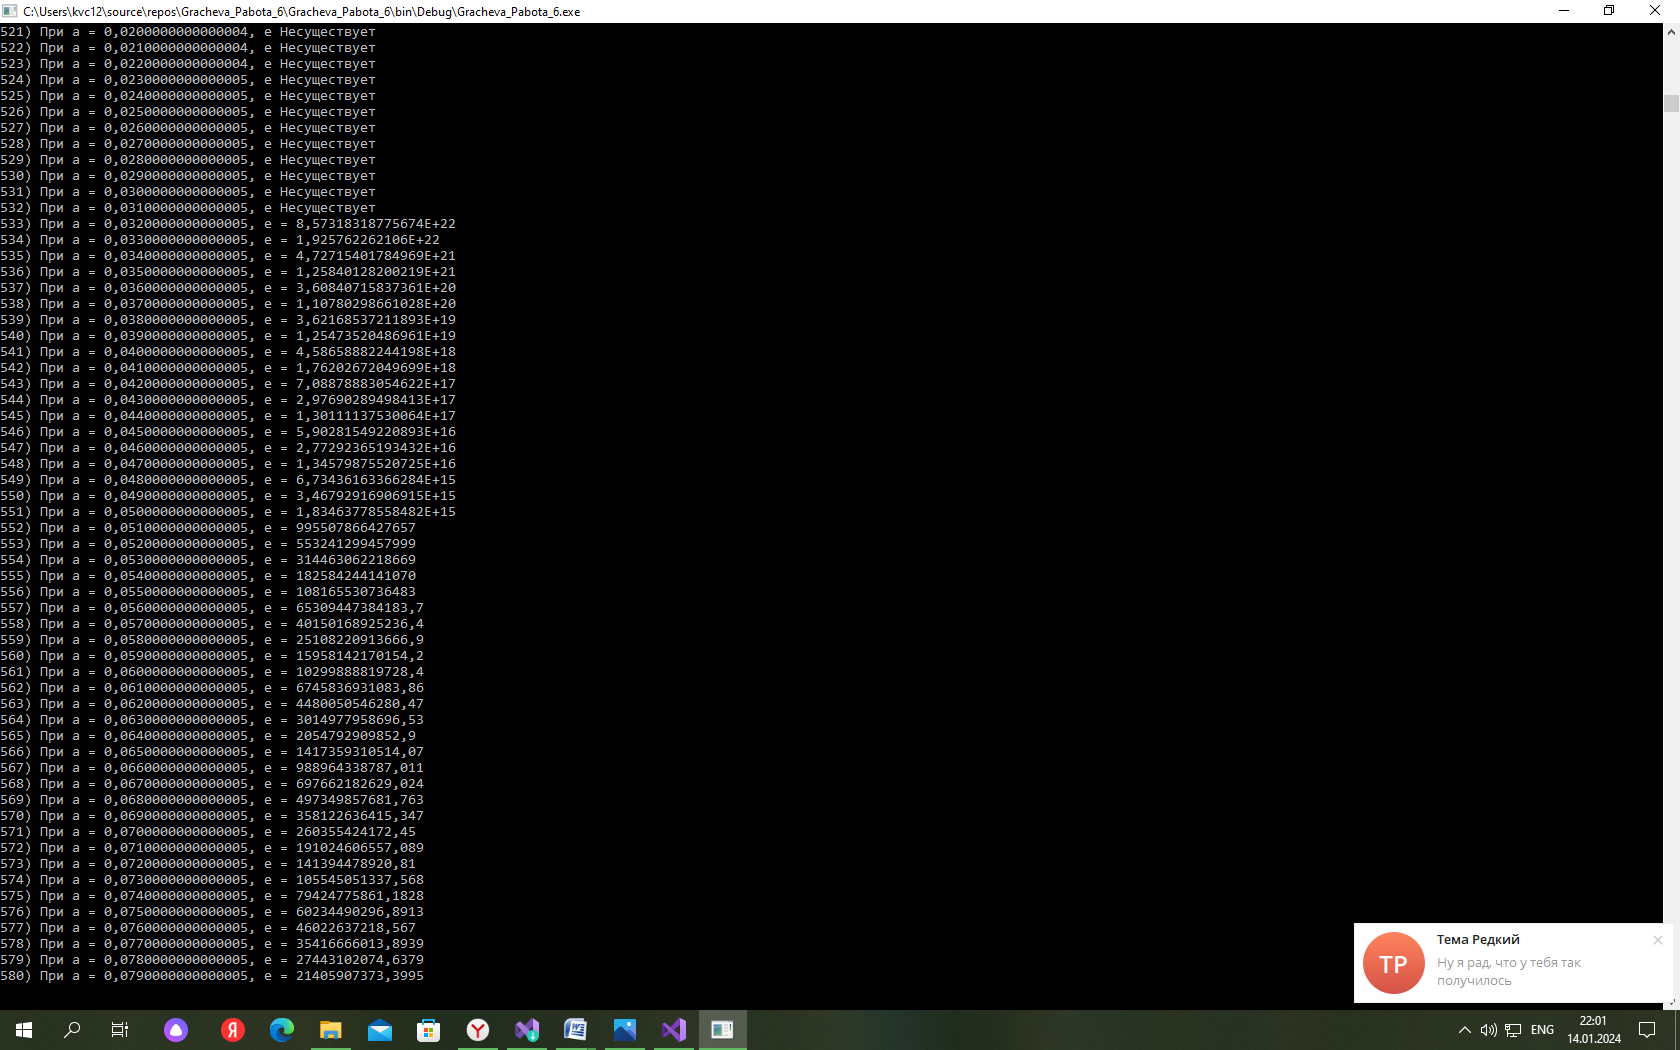 C:\Users\kvc12\source\repos\Gracheva_Pabota_6\Gracheva_Pabota_6\bin\Debug\Gracheva_Pabota_6.exe
521) При a = 0,0200000000000004, e Несуществует
522) При a = 0,0210000000000004, e Несуществует
523) При a = 0,0220000000000004, e Несуществует
524) При a = 0,0230000000000005, e Несуществует
525) При a = 0,0240000000000005, e Несуществует
526) При a = 0,0250000000000005, e Несуществует
527) При a = 0,0260000000000005, e Несуществует
528) При a = 0,0270000000000005, e Несуществует
529) При a = 0,0280000000000005, e Несуществует
530) При a = 0,0290000000000005, e Несуществует
531) При a = 0,0300000000000005, e Несуществует
532) При a = 0,0310000000000005, e Несуществует
533) При a = 0,0320000000000005, e = 8,57318318775674E+22
534) При a = 0,0330000000000005, e = 1,925762262106E+22
535) При a = 0,0340000000000005, e = 4,72715401784969E+21
536) При a = 0,0350000000000005, e = 1,25840128200219E+21
537) При a = 0,0360000000000005, e = 3,60840715837361E+20
538) При a = 0,0370000000000005, e = 1,10780298661028E+20
539) При a = 0,0380000000000005, e = 3,62168537211893E+19
540) При a = 0,0390000000000005, e = 1,25473520486961E+19
541) При a = 0,0400000000000005, e = 4,58658882244198E+18
542) При a = 0,0410000000000005, e = 1,76202672049699E+18
543) При a = 0,0420000000000005, e = 7,08878883054622E+17
544) При a = 0,0430000000000005, e = 2,97690289498413E+17
545) При a = 0,0440000000000005, e = 1,30111137530064E+17
546) При a = 0,0450000000000005, e = 5,90281549220893E+16
547) При a = 0,0460000000000005, e = 2,77292365193432E+16
548) При a = 0,0470000000000005, e = 1,34579875520725E+16
549) При a = 0,0480000000000005, e = 6,73436163366284E+15
550) При a = 0,0490000000000005, e = 3,46792916906915E+15
551) При a = 0,0500000000000005, e = 1,83463778558482E+15
552) При a = 0,0510000000000005, e = 995507866427657
553) При a = 0,0520000000000005, e = 553241299457999
554) При a = 0,0530000000000005, e = 314463062218669
555) При a = 0,0540000000000005, e = 182584244141070
556) При a = 0,0550000000000005, e = 108165530736483
557) При a = 0,0560000000000005, e = 65309447384183,7
558) При a = 0,0570000000000005, e = 40150168925236,4
559) При a = 0,0580000000000005, e = 25108220913666,9
560) При a = 0,0590000000000005, e = 15958142170154,2
561) При a = 0,0600000000000005, e = 10299888819728,4
562) При a = 0,0610000000000005, e = 6745836931083,86
563) При a = 0,0620000000000005, e = 4480050546280,47
564) При a = 0,0630000000000005, e = 3014977958696,53
565) При a = 0,0640000000000005, e = 2054792909852,9
566) При a = 0,0650000000000005, e = 1417359310514,07
567) При a = 0,0660000000000005, e = 988964338787,011
568) При a = 0,0670000000000005, e = 697662182629,024
569) При a = 0,0680000000000005, e = 497349857681,763
570) При a = 0,0690000000000005, e = 358122636415,347
571) При a = 0,0700000000000005, e = 260355424172,45
572) При a = 0,0710000000000005, e = 191024606557,089
573) При a = 0,0720000000000005, e = 141394478920,81
574) При a = 0,0730000000000005, e = 105545051337,568
575) При a = 0,0740000000000005, e = 79424775861,1828
576) При a = 0,0750000000000005, e = 60234490296,8913
577) При a = 0,0760000000000005, e = 46022637218,567
578) При a = 0,0770000000000005, e = 35416666013,8939
579) При a = 0,0780000000000005, e = 27443102074,6379
580) При a = 0,0790000000000005, e = 21405907373,3995
ТР
Тема Редкий
Ну я рад, что у тебя так
получилось
ENG
22:01
14.01.2024